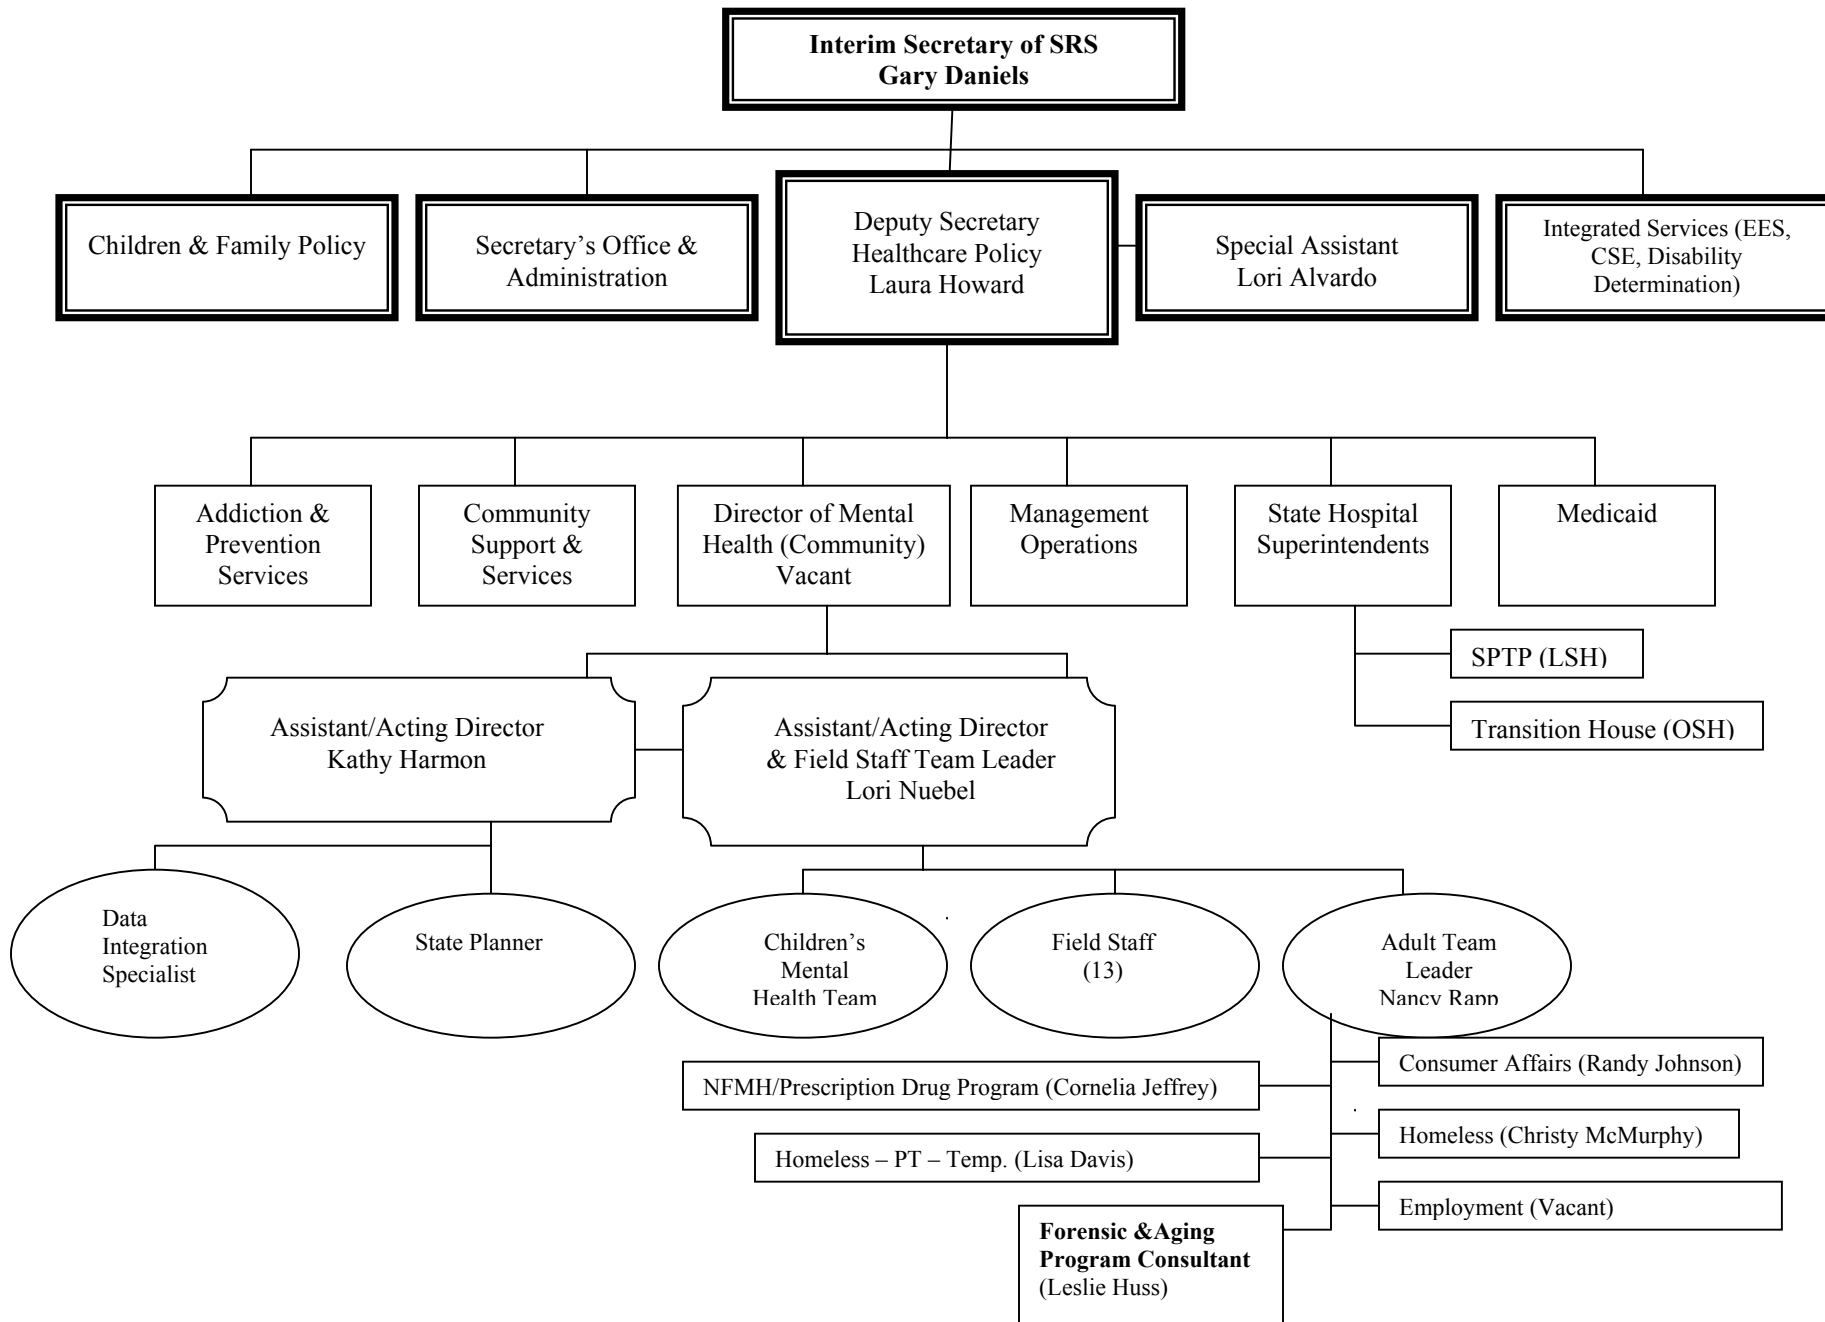 Interim Secretary of SRS
Gary Daniels
Children & Family Policy
Secretary’s Office &
Administration
Deputy Secretary
Healthcare Policy
Laura Howard
Special Assistant
Lori Alvardo
Integrated Services (EES,
CSE, Disability
Determination)
Addiction &
Prevention
Services
Community
Support &
Services
Director of Mental
Health (Community)
Vacant
Management
Operations
State Hospital
Superintendents
Medicaid
SPTP (LSH)
Transition House (OSH)
Assistant/Acting Director
Kathy Harmon
Assistant/Acting Director
& Field Staff Team Leader
Lori Nuebel
Data
Integration
Specialist
State Planner
Children’s
Mental
Health Team
Field Staff
(13)
Adult Team
Leader
Nancy Rapp
Consumer Affairs (Randy Johnson)
NFMH/Prescription Drug Program (Cornelia Jeffrey)
Homeless (Christy McMurphy)
Homeless – PT – Temp. (Lisa Davis)
Employment (Vacant)
Forensic &Aging
Program Consultant
(Leslie Huss)